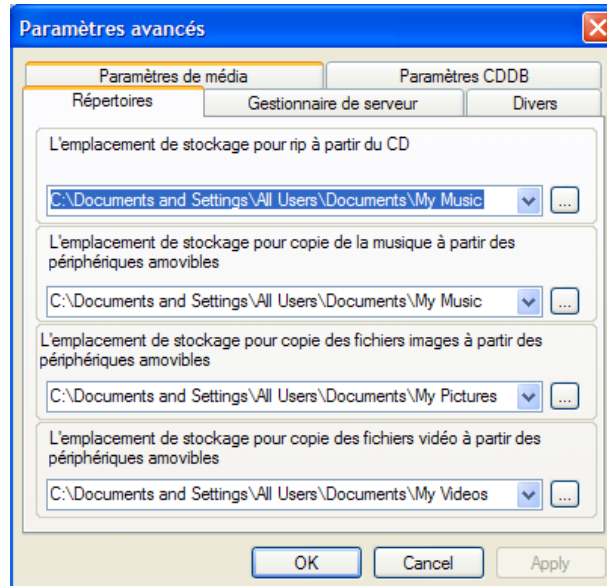 Paramètres avancés
Paramètres de média
Paramètres CDDB
Répertoires
Gestionnaire de serveur
Divers
L'emplacement de stockage pour rip à partir du CD
C:\Documents and Settings\All Users\Documents\My Music
...
L'emplacement de stockage pour copie de la musique à partir des
périphériques amovibles
C:\Documents and Settings\All Users\Documents\My Music
...
L'emplacement de stockage pour copie des fichiers images à partir des
périphériques amovibles
C:\Documents and Settings\All Users\Documents\My Pictures
...
L'emplacement de stockage pour copie des fichiers vidéo à partir des
périphériques amovibles
C:\Documents and Settings\All Users\Documents\My Videos
...
OK
Cancel
Apply